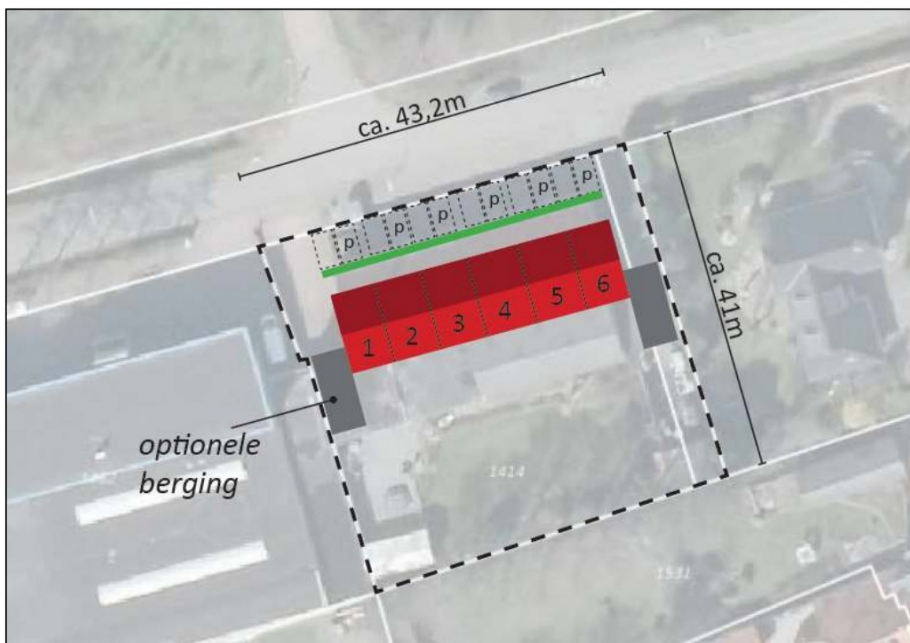 ca. 43,2m
p p p p p p
1 2 3 4 5 6
ca. 41m
optionele
berging
1414
1531